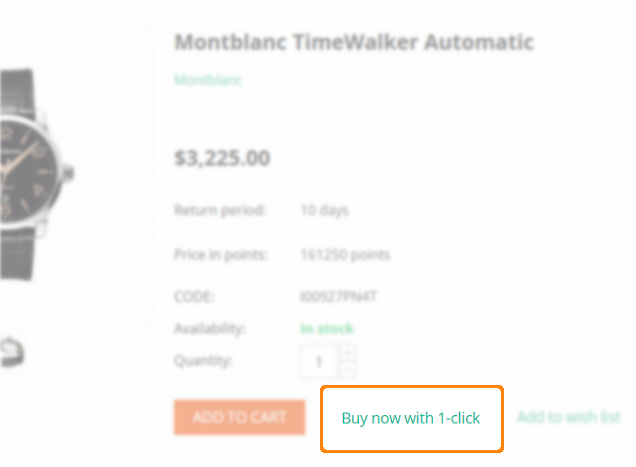 Montblanc TimeWalker Automatic
Montblanc
$3,225.00
Return period: 10 days
Price in points: 161250 points
CODE: I00927PN4T
Availability: In stock
Quantity: 1 + −
ADD TO CART Buy now with 1-click Add to wish list